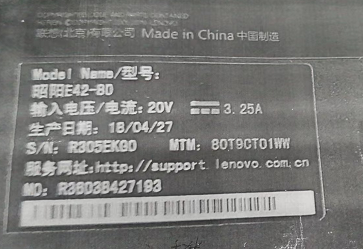 联想(北京)有限公司 Made in China 中国制造
Model Name/型号:
昭阳E42-80
输入电压/电流: 20V ⎓ 3.25A
生产日期: 18/04/27
S/N: R305EKG0 MTM: 80T9CT01WW
服务网址:http://support.lenovo.com.cn
MO: R36038427193